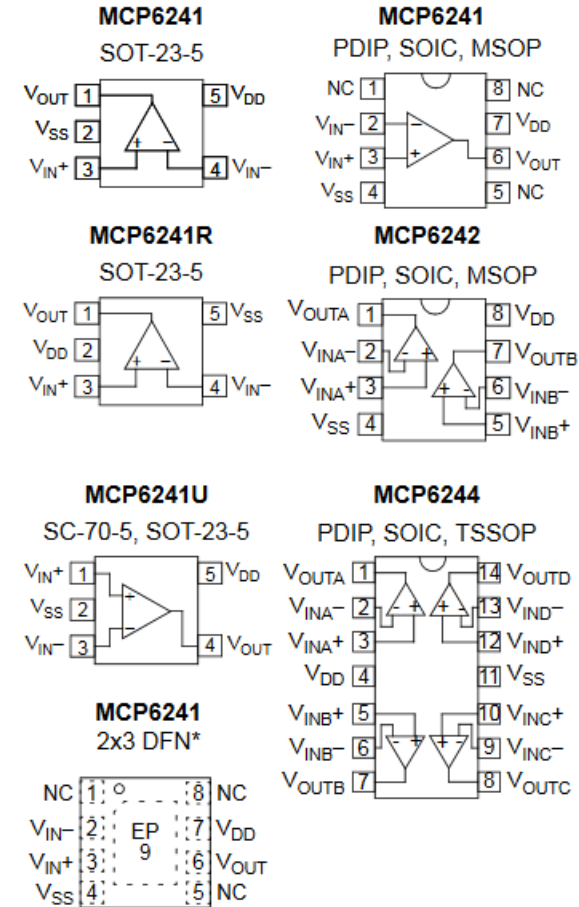 MCP6241
SOT-23-5
VOUT 1 5 VDD
VSS 2
VIN+ 3 4 VIN–
+ –
MCP6241
PDIP, SOIC, MSOP
NC 1 8 NC
VIN– 2 7 VDD
VIN+ 3 6 VOUT
VSS 4 5 NC
–
+
MCP6241R
SOT-23-5
VOUT 1 5 VSS
VDD 2
VIN+ 3 4 VIN–
+ –
MCP6242
PDIP, SOIC, MSOP
VOUTA 1 8 VDD
VINA– 2 7 VOUTB
VINA+ 3 6 VINB–
VSS 4 5 VINB+
- +
+ -
MCP6241U
SC-70-5, SOT-23-5
VIN+ 1 5 VDD
VSS 2
VIN– 3 4 VOUT
+
–
MCP6244
PDIP, SOIC, TSSOP
VOUTA 1 14 VOUTD
VINA– 2 13 VIND–
VINA+ 3 12 VIND+
VDD 4 11 VSS
VINB+ 5 10 VINC+
VINB– 6 9 VINC–
VOUTB 7 8 VOUTC
- + + -
- + + -
MCP6241
2x3 DFN*
NC 1 8 NC
VIN– 2 7 VDD
VIN+ 3 6 VOUT
VSS 4 5 NC
EP
9